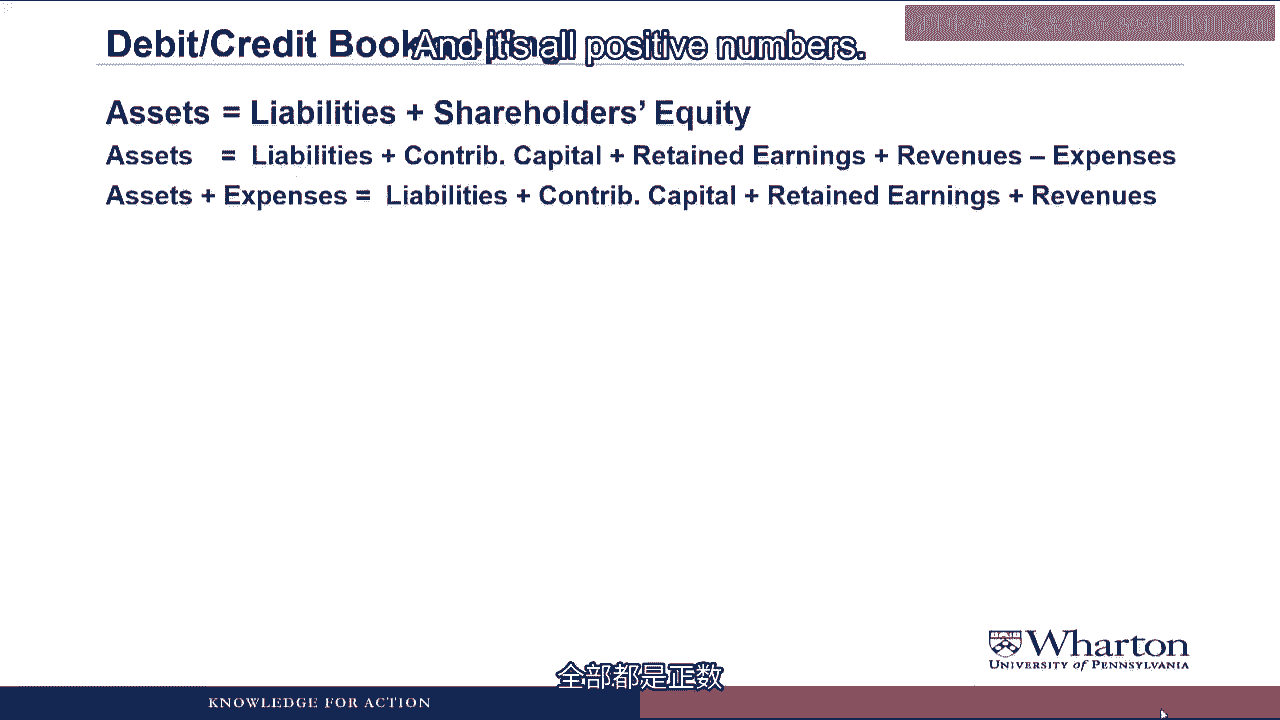 Debit/Credit Book
And it's all positive numbers.
Assets = Liabilities + Shareholders’ Equity
Assets = Liabilities + Contrib. Capital + Retained Earnings + Revenues – Expenses
Assets + Expenses = Liabilities + Contrib. Capital + Retained Earnings + Revenues
Wharton
UNIVERSITY of PENNSYLVANIA
全部都是正数
KNOWLEDGE FOR ACTION